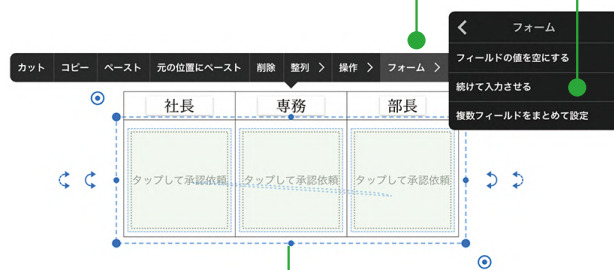 フォーム
カット コピー ペースト 元の位置にペースト 削除 整列 操作 フォーム
フィールドの値を空にする
続けて入力させる
複数フィールドをまとめて設定
社長 専務 部長
タップして承認依頼 タップして承認依頼 タップして承認依頼